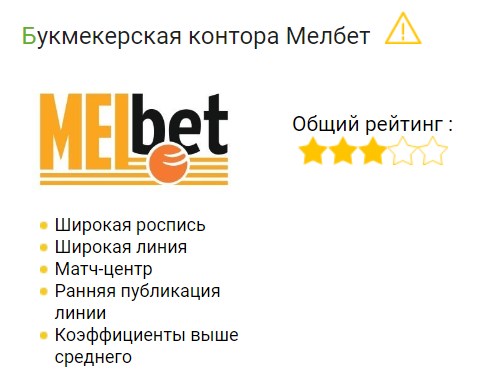 Букмекерская контора Мелбет
MELbet
Общий рейтинг :
Широкая роспись
Широкая линия
Матч-центр
Ранняя публикация
линии
Коэффициенты выше
среднего